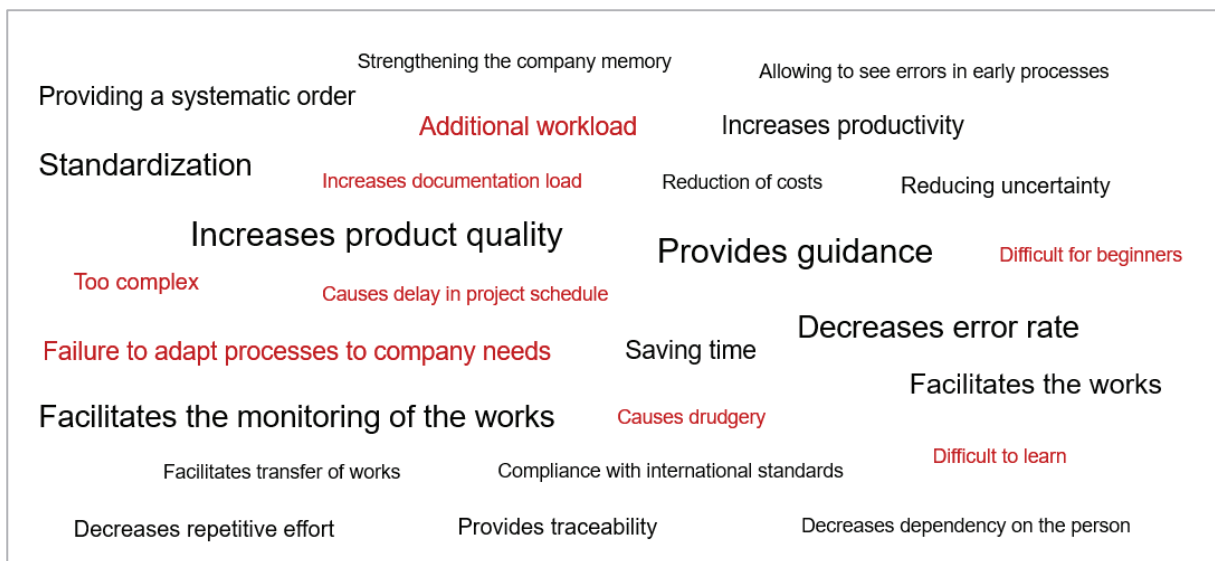 Strengthening the company memory
Allowing to see errors in early processes
Providing a systematic order
Additional workload
Increases productivity
Standardization
Increases documentation load
Reduction of costs
Reducing uncertainty
Increases product quality
Provides guidance
Difficult for beginners
Too complex
Causes delay in project schedule
Decreases error rate
Failure to adapt processes to company needs
Saving time
Facilitates the works
Facilitates the monitoring of the works
Causes drudgery
Difficult to learn
Facilitates transfer of works
Compliance with international standards
Decreases repetitive effort
Provides traceability
Decreases dependency on the person